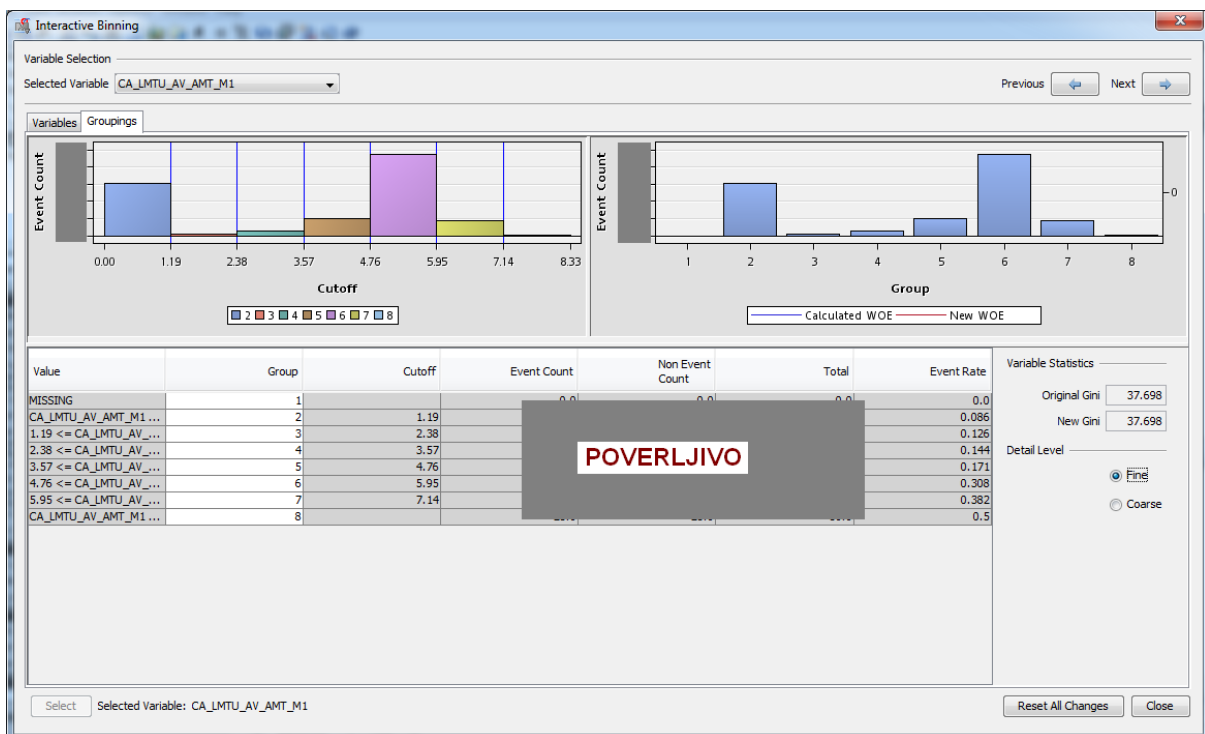 Interactive Binning
Variable Selection
Selected Variable CA_LMTU_AV_AMT_M1
Previous Next
Variables Groupings
Event Count
0.00 1.19 2.38 3.57 4.76 5.95 7.14 8.33
Cutoff
2 3 4 5 6 7 8
Event Count
0
1 2 3 4 5 6 7 8
Group
Calculated WOE New WOE
Value Group Cutoff Event Count Non Event Count Total Event Rate
MISSING 1 0.0 0.0 0.0 0.0
CA_LMTU_AV_AMT_M1 ... 2 1.19 0.086
1.19 <= CA_LMTU_AV_... 3 2.38 0.126
2.38 <= CA_LMTU_AV_... 4 3.57 0.144
3.57 <= CA_LMTU_AV_... 5 4.76 0.171
4.76 <= CA_LMTU_AV_... 6 5.95 0.308
5.95 <= CA_LMTU_AV_... 7 7.14 0.382
CA_LMTU_AV_AMT_M1 ... 8 0.5
POVERLJIVO
Variable Statistics
Original Gini 37.698
New Gini 37.698
Detail Level
Fine
Coarse
Select Selected Variable: CA_LMTU_AV_AMT_M1
Reset All Changes Close